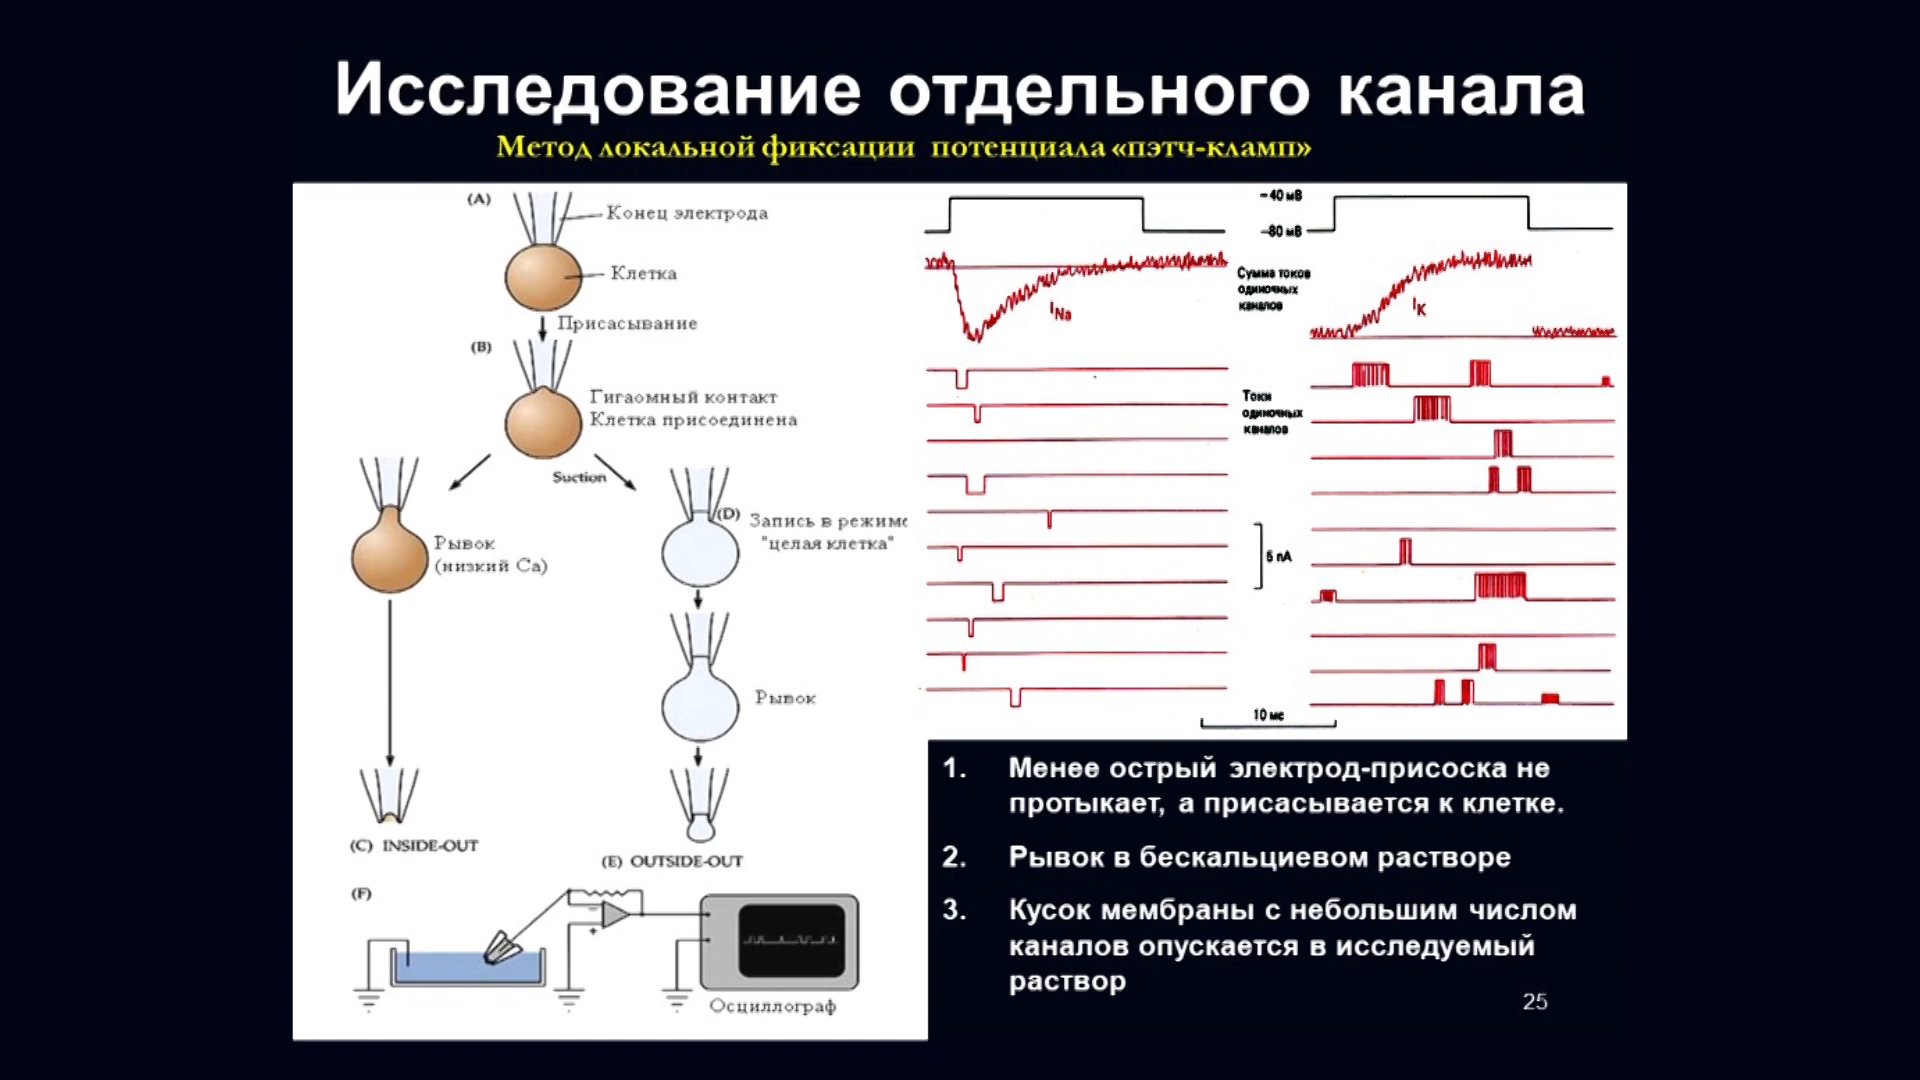 Исследование отдельного канала
Метод локальной фиксации потенциала «пэтч-кламп»
(A)
Конец электрода
Клетка
Присасывание
(B)
Гигаомный контакт
Клетка присоединена
Suction
Рывок
(низкий Ca)
(D)
Запись в режиме
"целая клетка"
Рывок
(C) INSIDE-OUT
(E) OUTSIDE-OUT
(F)
Осциллограф
– 40 мВ
–80 мВ
Сумма токов
одиночных
каналов
INa
IK
Токи
одиночных
каналов
5 пА
10 мс
1. Менее острый электрод-присоска не
протыкает, а присасывается к клетке.
2. Рывок в бескальциевом растворе
3. Кусок мембраны с небольшим числом
каналов опускается в исследуемый
раствор
25